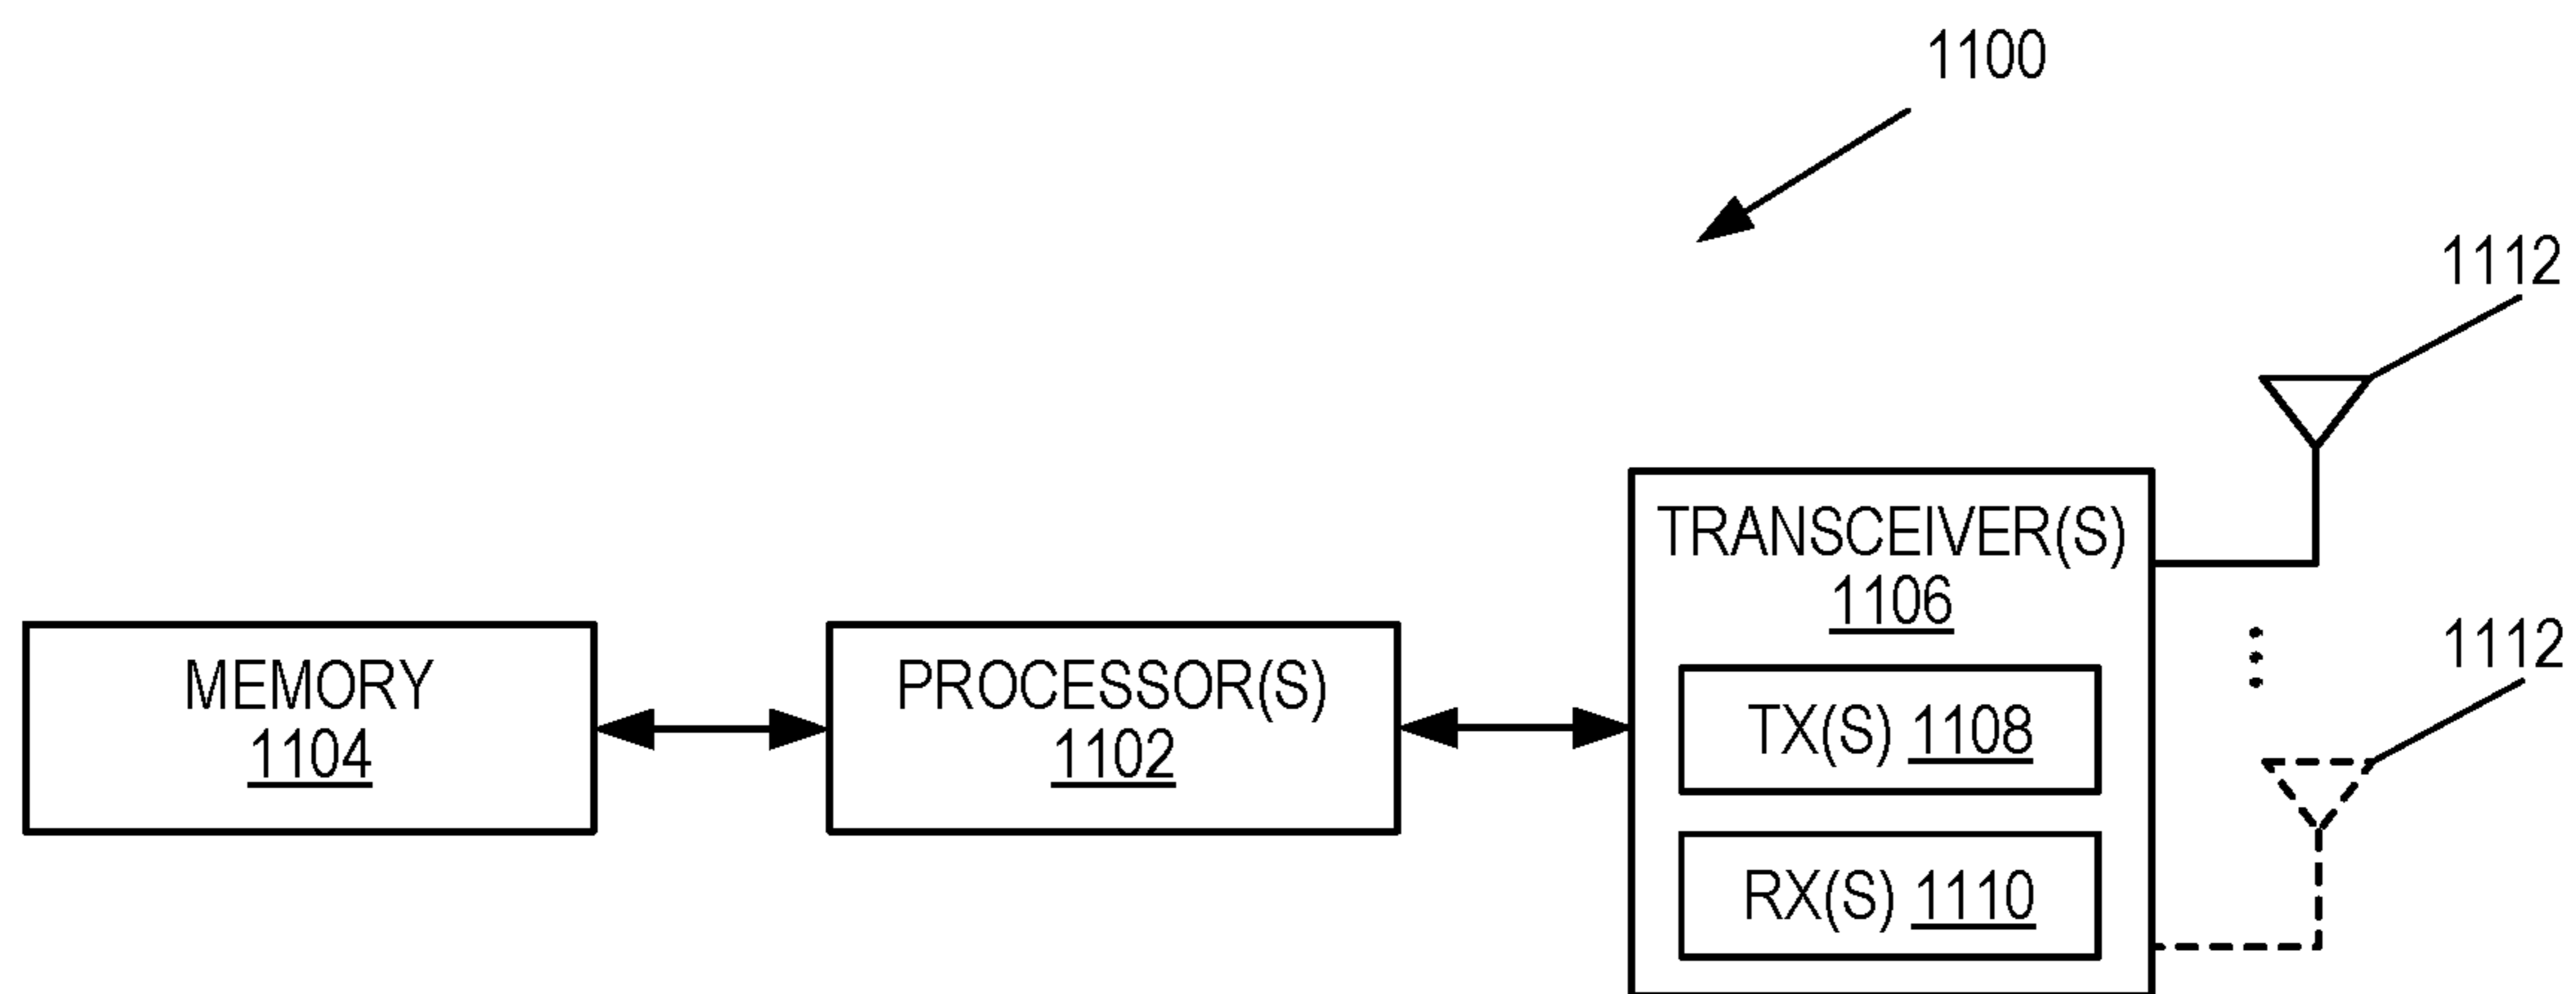 1100
1112
TRANSCEIVER(S)
1106
1112
MEMORY
1104
PROCESSOR(S)
1102
TX(S) 1108
RX(S) 1110